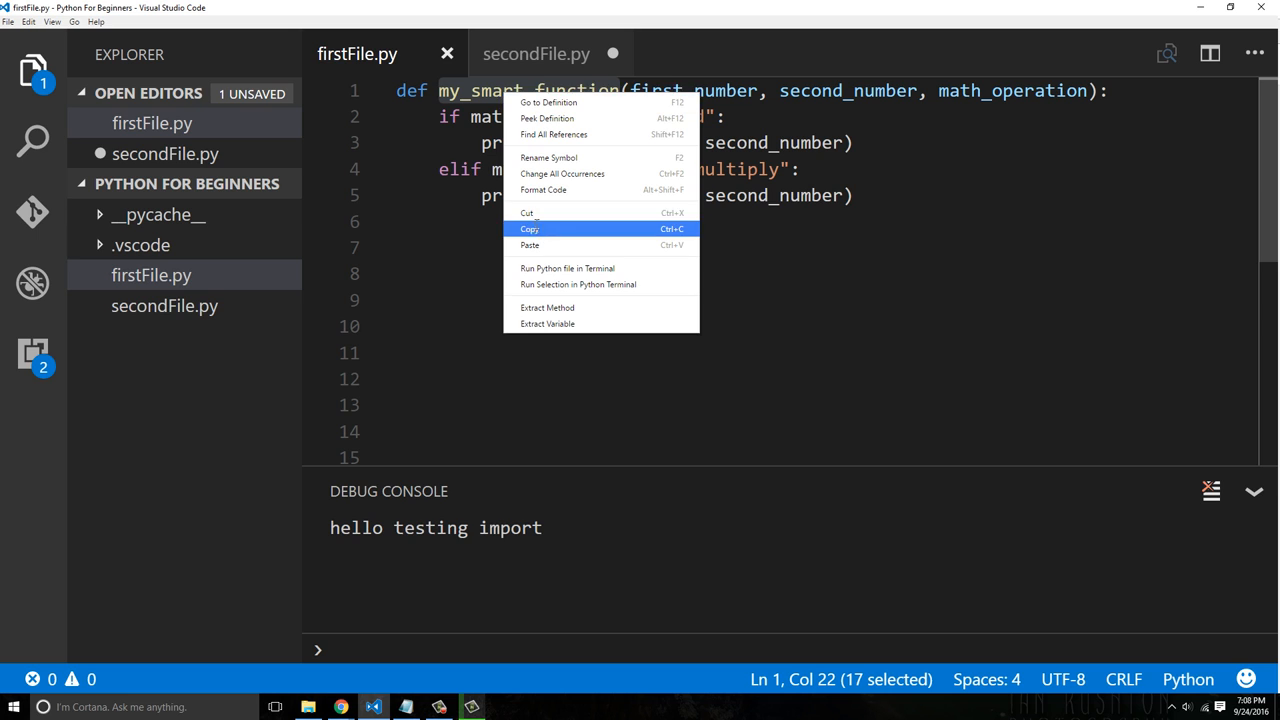 firstFile.py - Python For Beginners - Visual Studio Code
File Edit View Go Help
EXPLORER
firstFile.py
secondFile.py
OPEN EDITORS 1 UNSAVED
firstFile.py
secondFile.py
PYTHON FOR BEGINNERS
__pycache__
.vscode
firstFile.py
secondFile.py
1
2
1 def my_smart_function(first_number, second_number, math_operation):
2 if mat d":
3 pr second_number)
4 elif m multiply":
5 pr second_number)
6
7
8
9
10
11
12
13
14
15
Go to Definition F12
Peek Definition Alt+F12
Find All References Shift+F12
Rename Symbol F2
Change All Occurrences Ctrl+F2
Format Code Alt+Shift+F
Cut Ctrl+X
Copy Ctrl+C
Paste Ctrl+V
Run Python file in Terminal
Run Selection in Python Terminal
Extract Method
Extract Variable
DEBUG CONSOLE
hello testing import
0 0
Ln 1, Col 22 (17 selected) Spaces: 4 UTF-8 CRLF Python
I'm Cortana. Ask me anything.
7:08 PM
9/24/2016